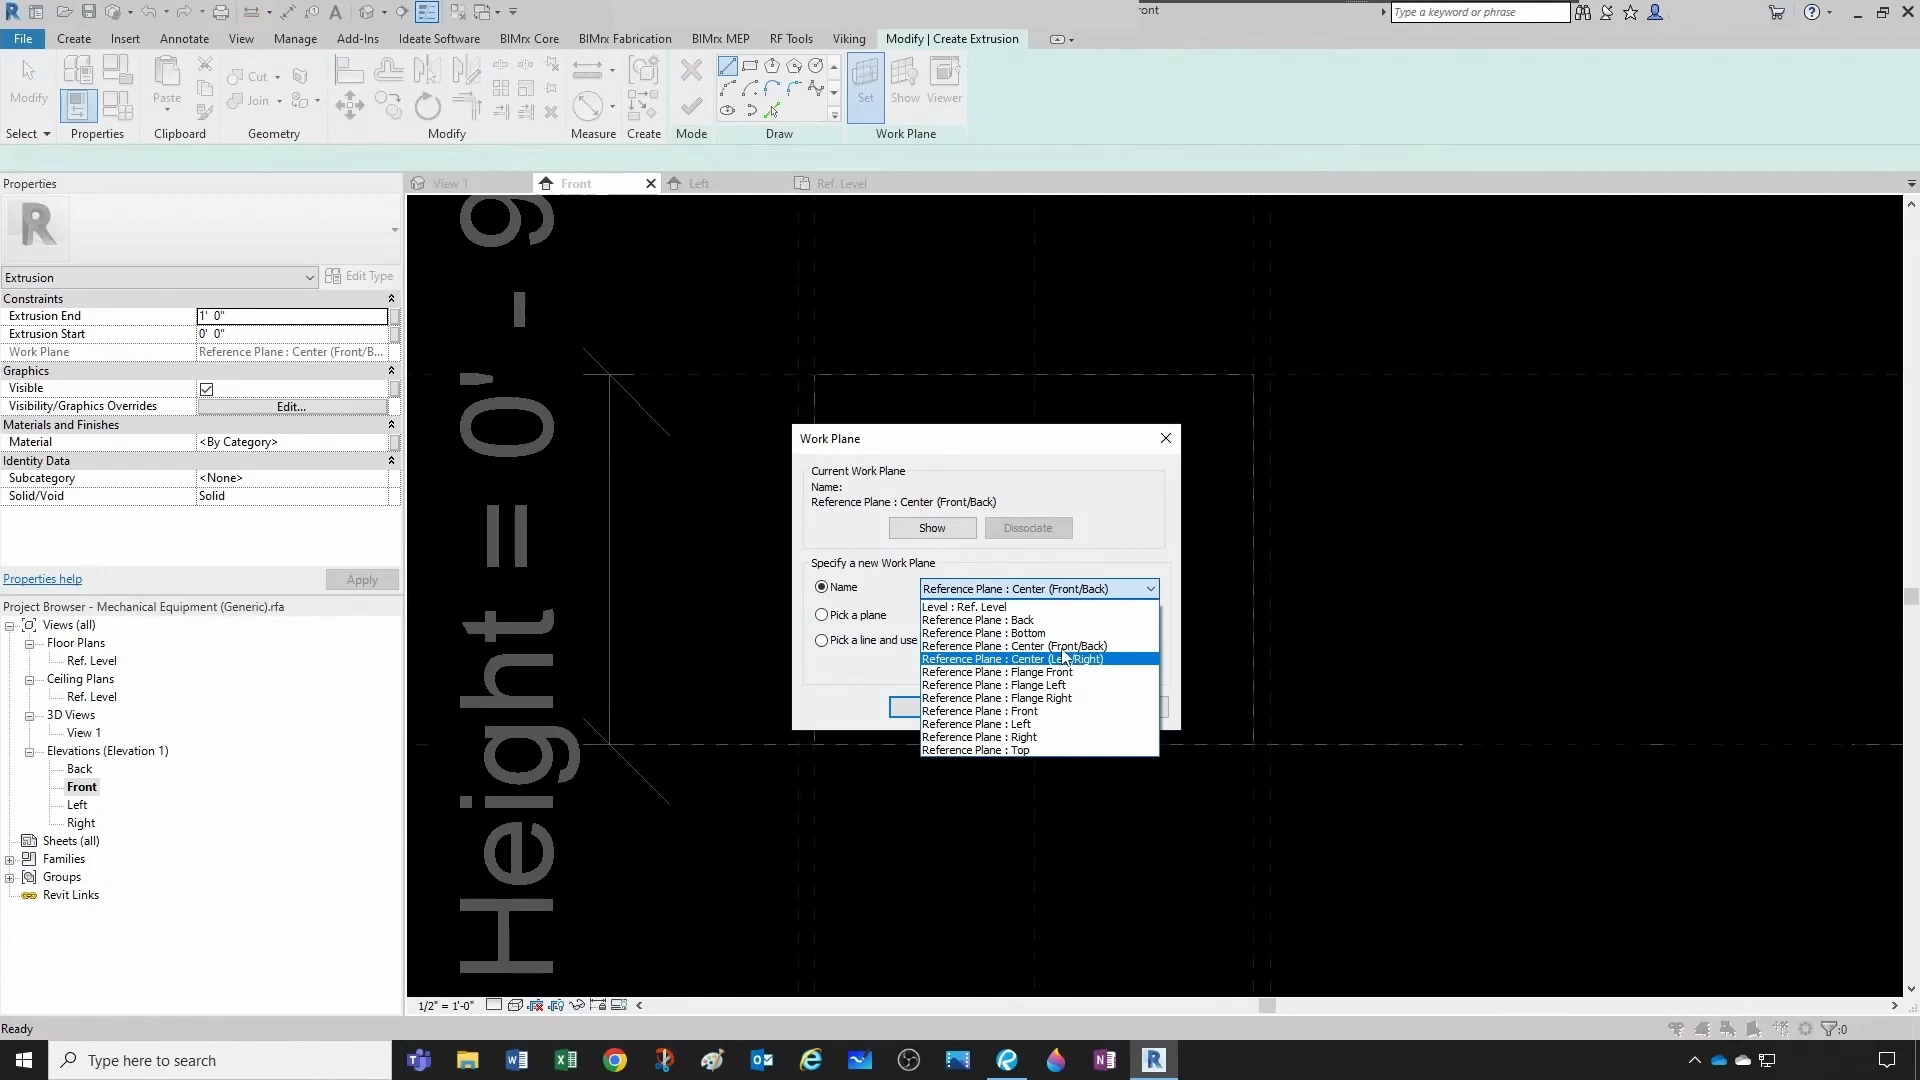 ront
Type a keyword or phrase
File Create Insert Annotate View Manage Add-Ins Ideate Software BIMrx Core BIMrx Fabrication BIMrx MEP RF Tools Viking Modify | Create Extrusion
Modify
Paste
Cut
Join
Set
Show
Viewer
Select Properties Clipboard Geometry Modify Measure Create Mode Draw Work Plane
Properties
View 1
Front
Left
Ref. Level
Extrusion
Edit Type
Constraints
Extrusion End 1' 0"
Extrusion Start 0' 0"
Work Plane Reference Plane : Center (Front/B...
Graphics
Visible
Visibility/Graphics Overrides Edit...
Materials and Finishes
Material <By Category>
Identity Data
Subcategory <None>
Solid/Void Solid
Properties help
Apply
Project Browser - Mechanical Equipment (Generic).rfa
Views (all)
Floor Plans
Ref. Level
Ceiling Plans
Ref. Level
3D Views
View 1
Elevations (Elevation 1)
Back
Front
Left
Right
Sheets (all)
Families
Groups
Revit Links
Height = 0' - 9
Work Plane
Current Work Plane
Name:
Reference Plane : Center (Front/Back)
Show
Dissociate
Specify a new Work Plane
Name
Reference Plane : Center (Front/Back)
Pick a plane
Pick a line and use
Level : Ref. Level
Reference Plane : Back
Reference Plane : Bottom
Reference Plane : Center (Front/Back)
Reference Plane : Center (Left/Right)
Reference Plane : Flange Front
Reference Plane : Flange Left
Reference Plane : Flange Right
Reference Plane : Front
Reference Plane : Left
Reference Plane : Right
Reference Plane : Top
1/2" = 1'-0"
Ready
:0
Type here to search